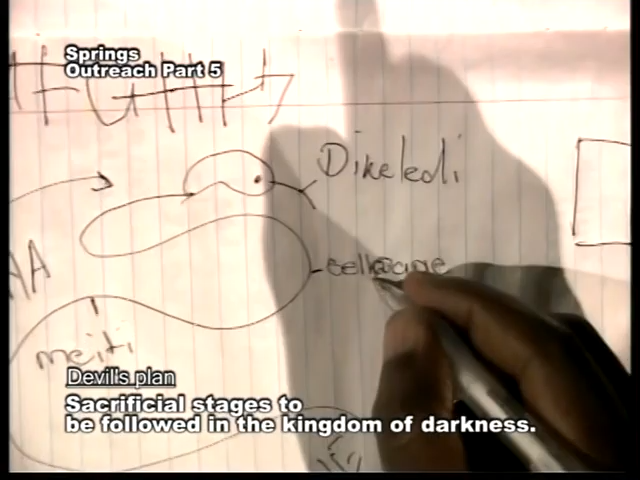 Springs
Outreach Part 5
Dikeledi
meiti
Devil's plan
Sacrificial stages to
be followed in the kingdom of darkness.